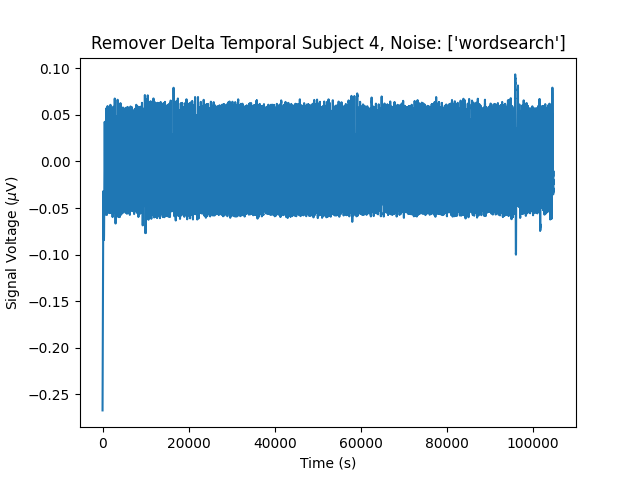 Remover Delta Temporal Subject 4, Noise: ['wordsearch']
0.10
0.05
0.00
−0.05
−0.10
−0.15
−0.20
−0.25
Signal Voltage (μV)
0 20000 40000 60000 80000 100000
Time (s)